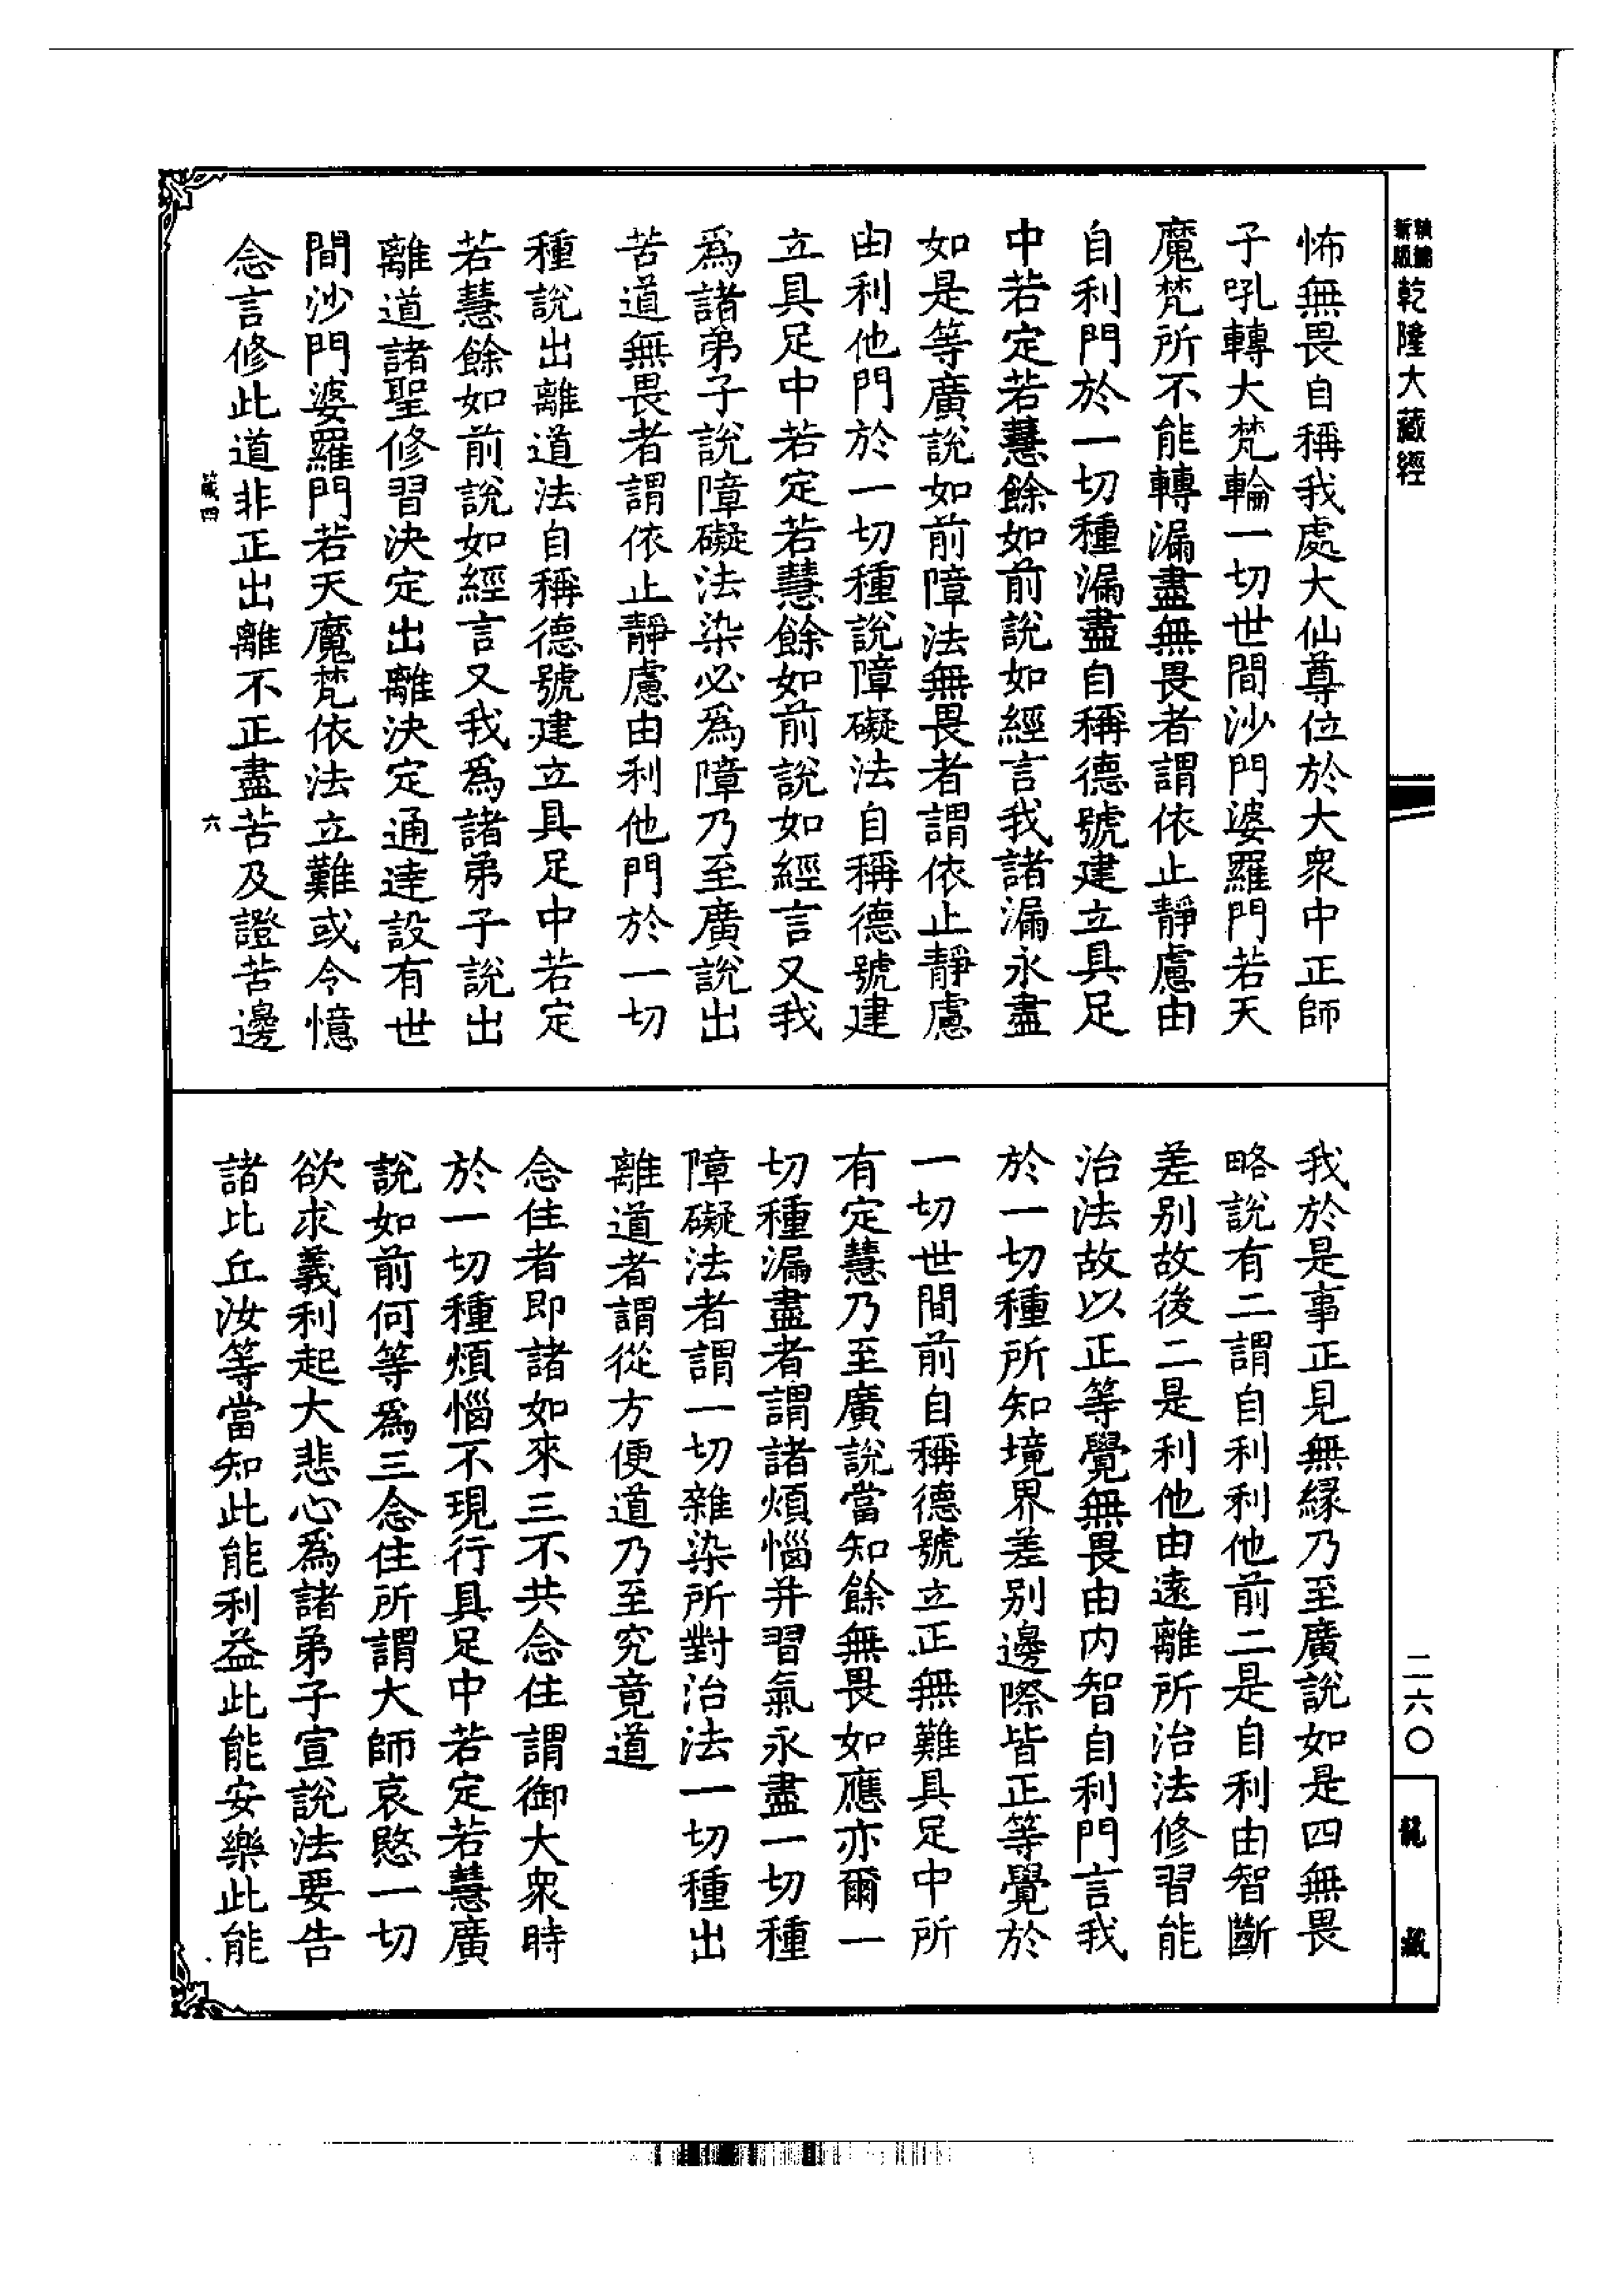 新版精編乾隆大藏經
怖無畏自稱我處大仙尊位於大衆中正師
子吼轉大梵輪一切世間沙門婆羅門若天
魔梵所不能轉漏盡無畏者謂依止靜慮由
自利門於一切種漏盡自稱德號建立具足
中若定若慧餘如前說如經言我諸漏永盡
如是等廣說如前障法無畏者謂依止靜慮
由利他門於一切種說障礙法自稱德號建
立具足中若定若慧餘如前說如經言又我
爲諸弟子說障礙法染必爲障乃至廣說出
苦道無畏者謂依止靜慮由利他門於一切
種說出離道法自稱德號建立具足中若定
若慧餘如前說如經言又我爲諸弟子說出
離道諸聖修習決定出離決定通達設有世
間沙門婆羅門若天魔梵依法立難或令憶
念言修此道非正出離不正盡苦及證苦邊
藏四 六
我於是事正見無緣乃至廣說如是四無畏
略說有二謂自利利他前二是自利由智斷
差别故後二是利他由遠離所治法修習能
治法故以正等覺無畏由内智自利門言我
於一切種所知境界差别邊際皆正等覺於
一切世間前自稱德號立正無難具足中所
有定慧乃至廣說當知餘無畏如應亦爾一
切種漏盡者謂諸煩惱并習氣永盡一切種
障礙法者謂一切雜染所對治法一切種出
離道者謂從方便道乃至究竟道
念住者即諸如來三不共念住謂御大衆時
於一切種煩惱不現行具足中若定若慧廣
說如前何等爲三念住所謂大師哀愍一切
欲求義利起大悲心爲諸弟子宣說法要告
諸比丘汝等當知此能利益此能安樂此能
二六〇
龍藏